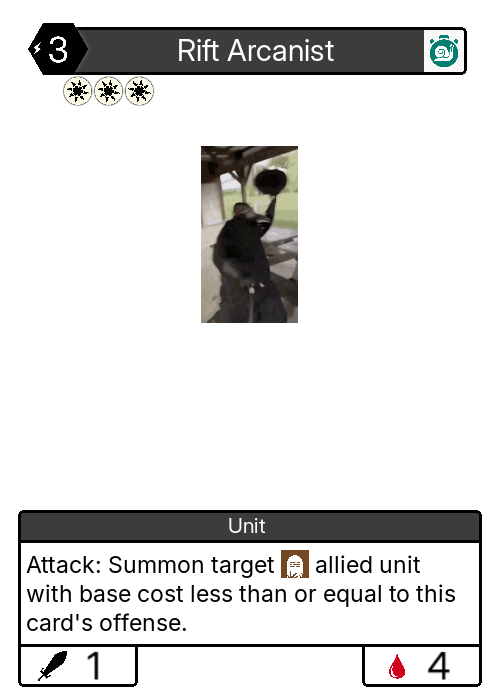 3
Rift Arcanist
Unit
Attack: Summon target allied unit
with base cost less than or equal to this
card's offense.
1
4